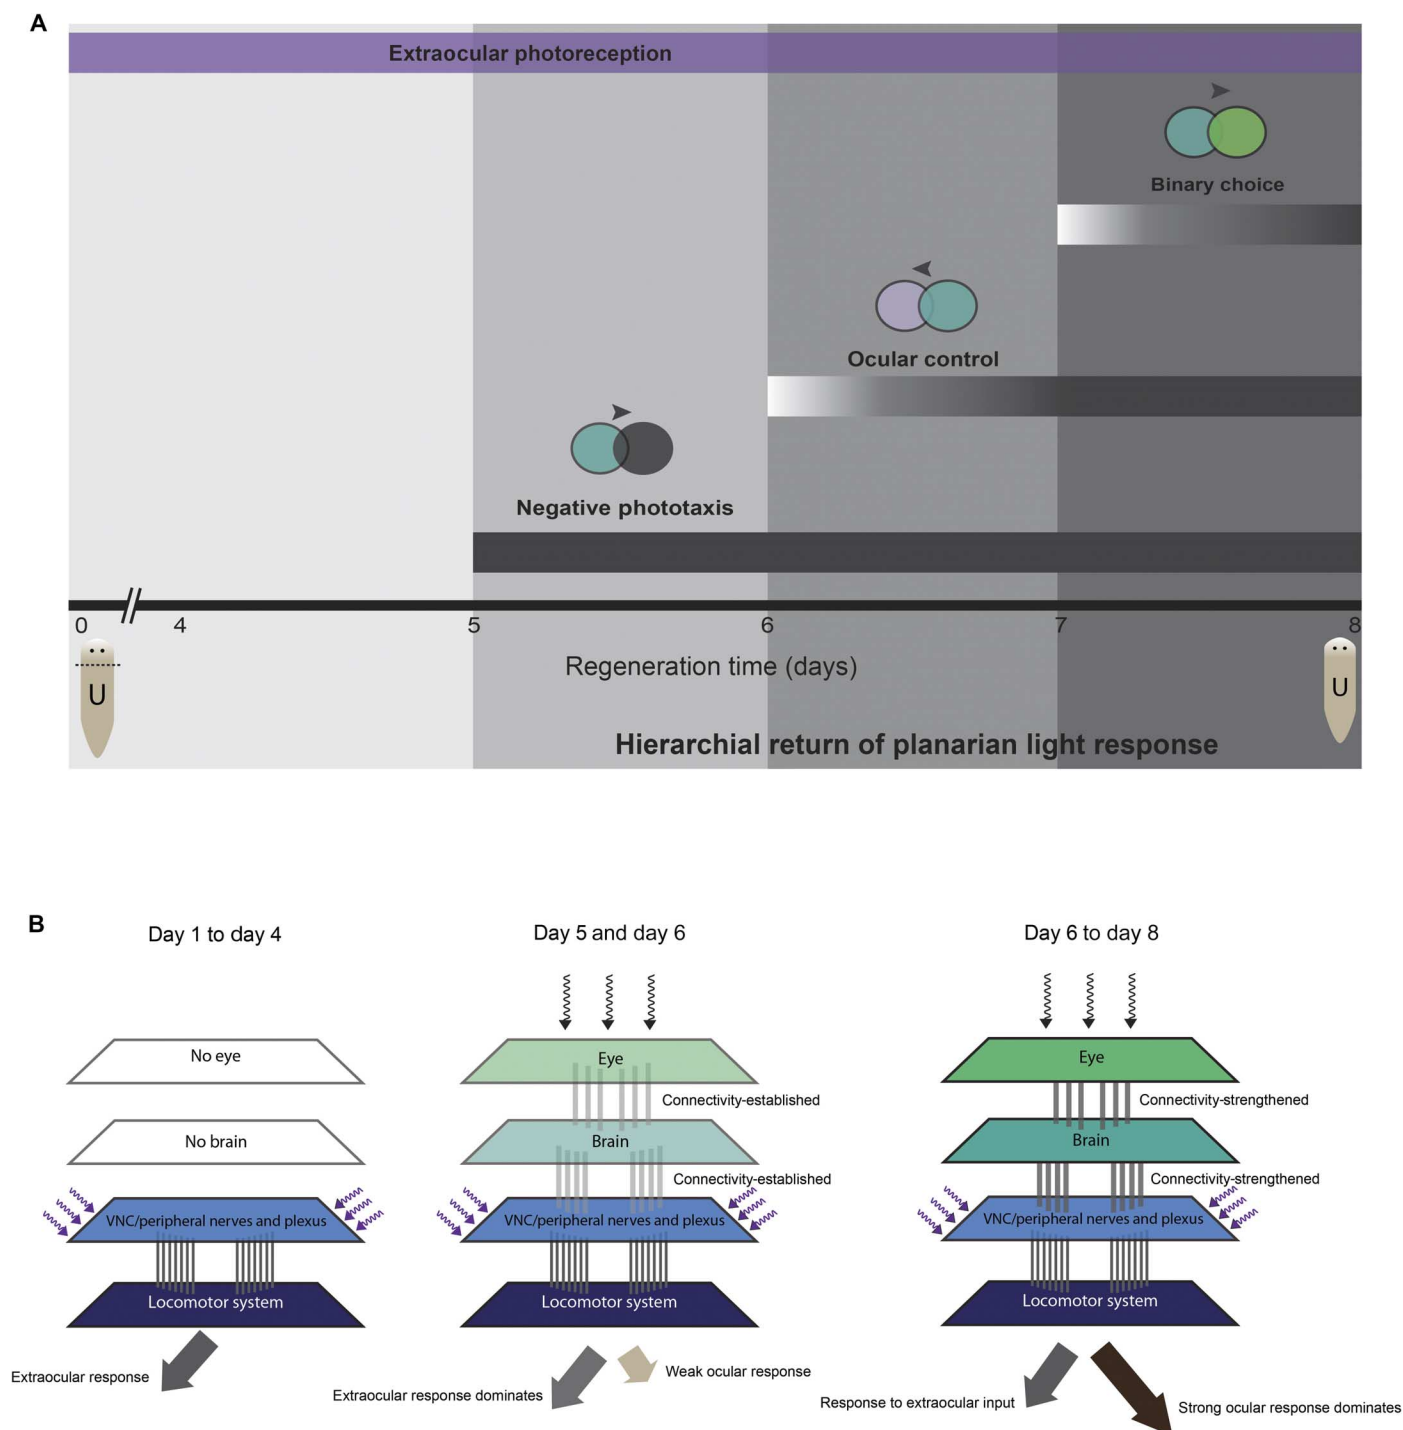 A
Extraocular photoreception
Binary choice
Ocular control
Negative phototaxis
0 4 5 6 7 8
U U
Regeneration time (days)
Hierarchial return of planarian light response
B
Day 1 to day 4
Day 5 and day 6
Day 6 to day 8
No eye
Eye
Eye
Connectivity-established
Connectivity-strengthened
No brain
Brain
Brain
Connectivity-established
Connectivity-strengthened
VNC/peripheral nerves and plexus
VNC/peripheral nerves and plexus
VNC/peripheral nerves and plexus
Locomotor system
Locomotor system
Locomotor system
Extraocular response
Extraocular response dominates
Weak ocular response
Response to extraocular input
Strong ocular response dominates